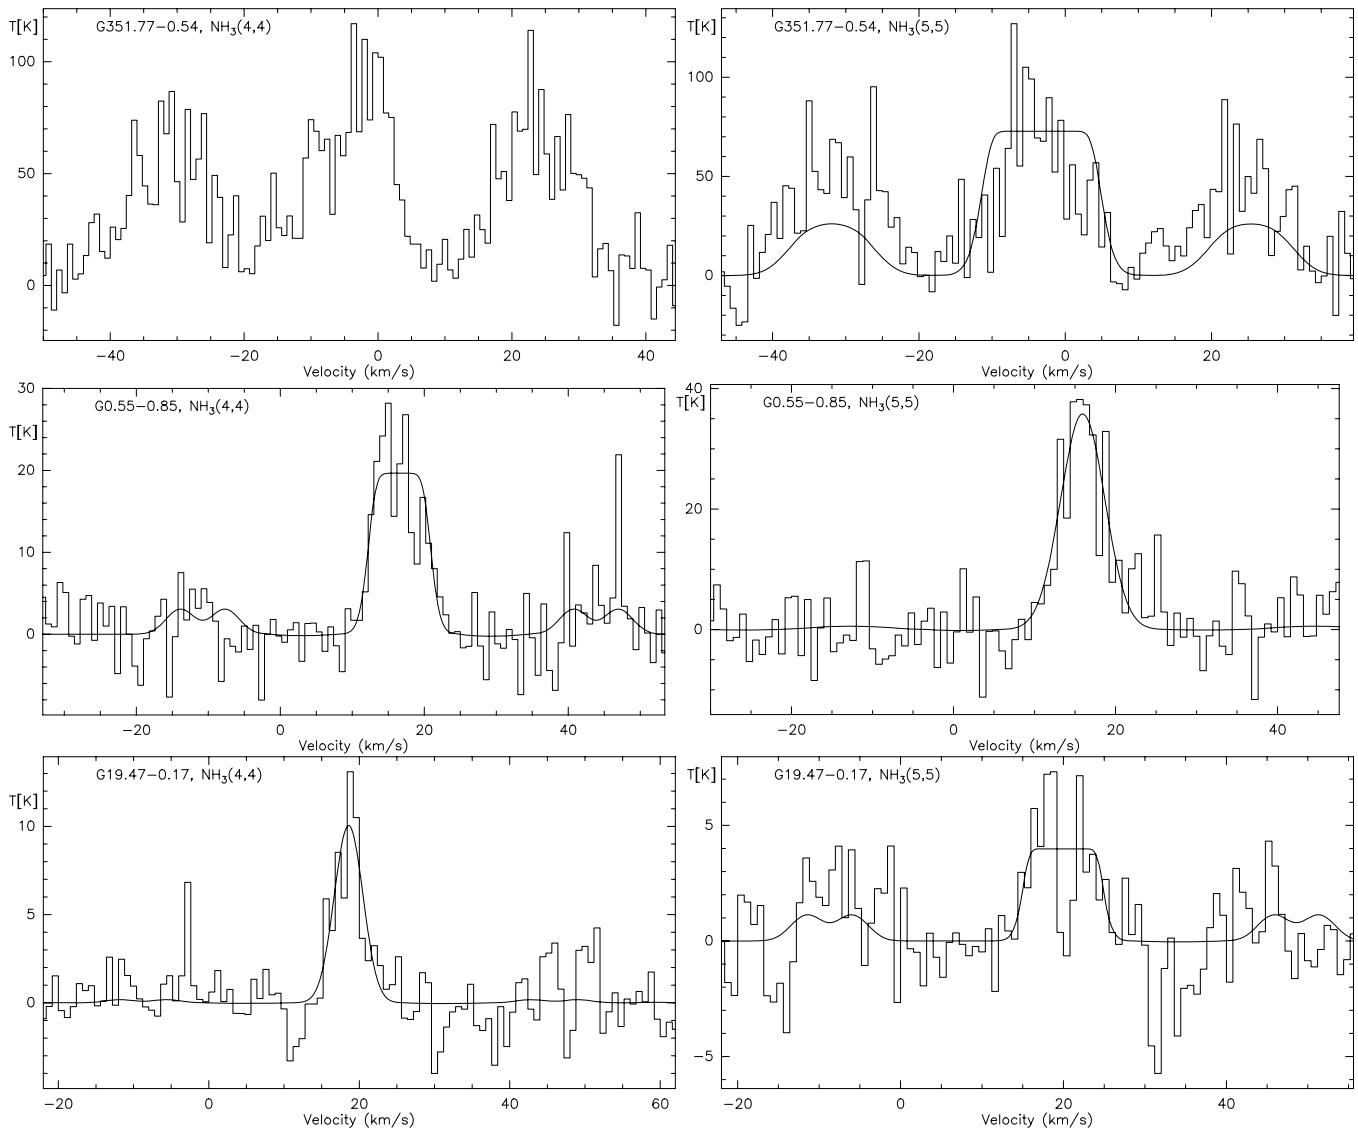 T[K] G351.77−0.54, NH3(4,4)
100
50
0
−40 −20 0 20 40
Velocity (km/s)
T[K] G351.77−0.54, NH3(5,5)
100
50
0
−40 −20 0 20
Velocity (km/s)
30
G0.55−0.85, NH3(4,4)
T[K]
20
10
0
−20 0 20 40
Velocity (km/s)
40
T[K] G0.55−0.85, NH3(5,5)
20
0
−20 0 20 40
Velocity (km/s)
G19.47−0.17, NH3(4,4)
T[K]
10
5
0
−20 0 20 40 60
Velocity (km/s)
T[K] G19.47−0.17, NH3(5,5)
5
0
−5
−20 0 20 40
Velocity (km/s)